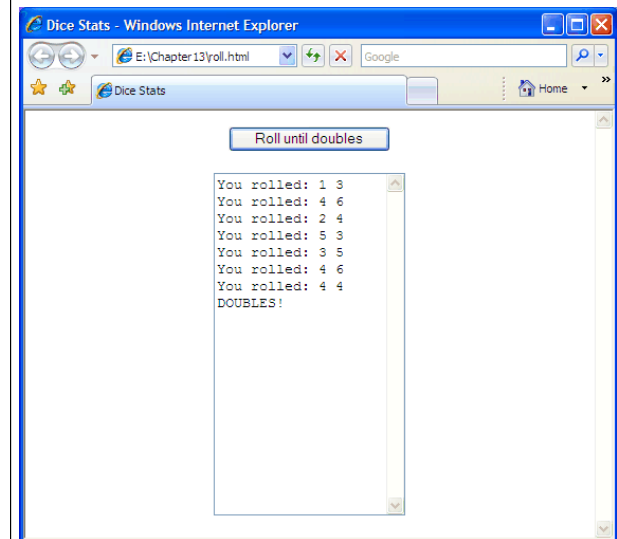 Dice Stats - Windows Internet Explorer
E:\Chapter13\roll.html
Google
Dice Stats
Home
»
Roll until doubles
You rolled: 1 3
You rolled: 4 6
You rolled: 2 4
You rolled: 5 3
You rolled: 3 5
You rolled: 4 6
You rolled: 4 4
DOUBLES!